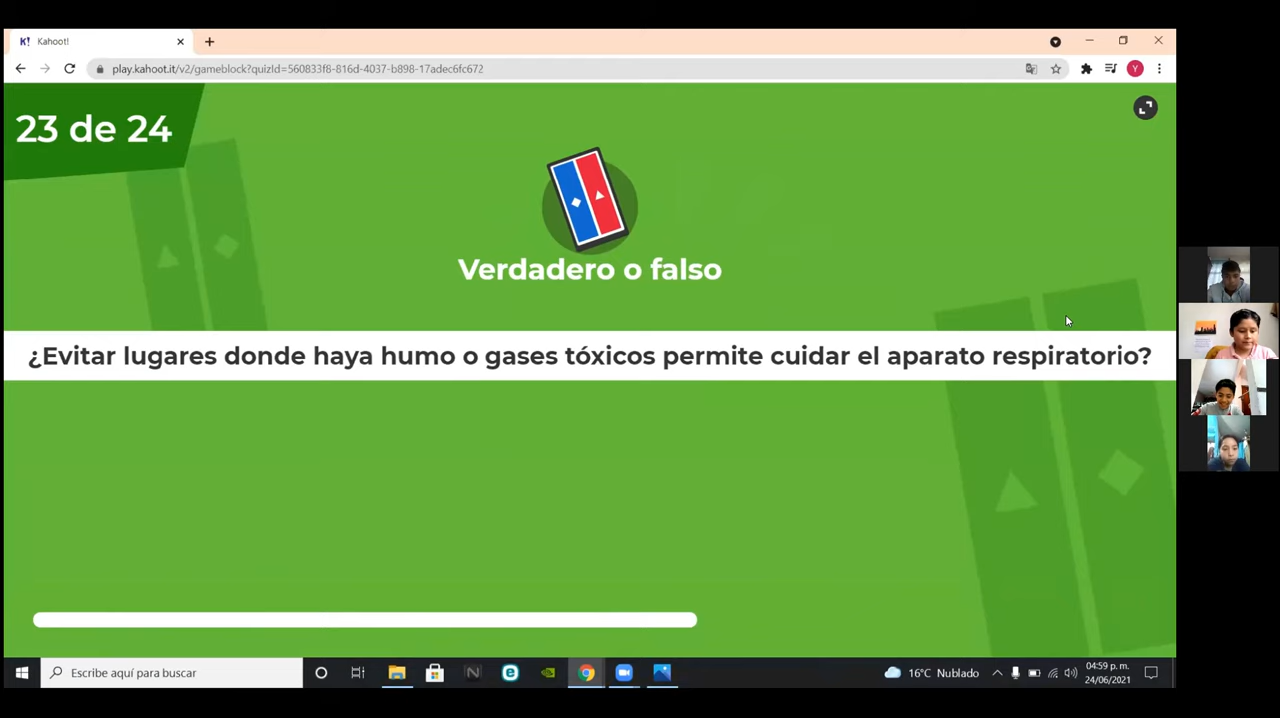 K! Kahoot!
play.kahoot.it/v2/gameblock?quizId=560833f8-816d-4037-b898-17adec6fc672
Y
23 de 24
Verdadero o falso
¿Evitar lugares donde haya humo o gases tóxicos permite cuidar el aparato respiratorio?
Escribe aquí para buscar
16°C Nublado
04:59 p. m.
24/06/2021